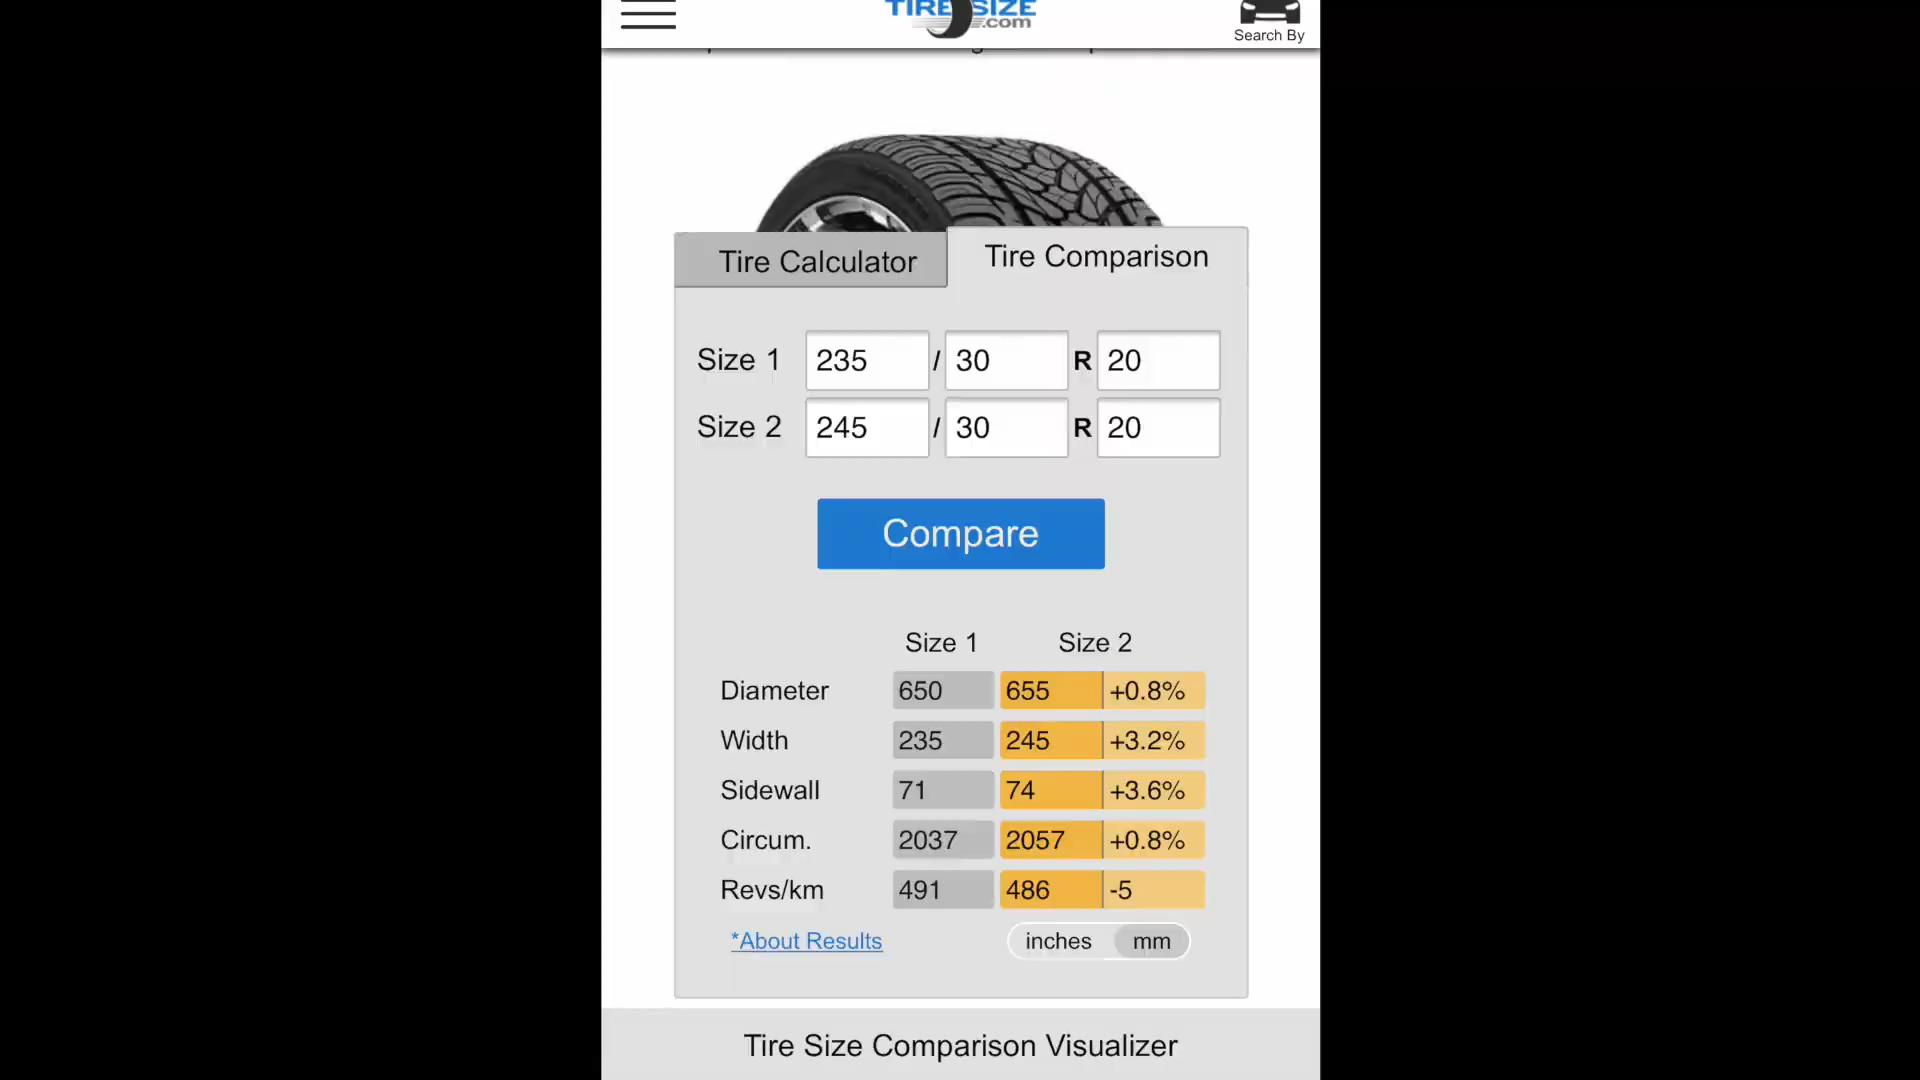 TIRE SIZE
.com
Search By
Tire Calculator
Tire Comparison
Size 1 235 / 30 R 20
Size 2 245 / 30 R 20
Compare
Size 1 Size 2
Diameter 650 655 +0.8%
Width 235 245 +3.2%
Sidewall 71 74 +3.6%
Circum. 2037 2057 +0.8%
Revs/km 491 486 -5
*About Results inches mm
Tire Size Comparison Visualizer